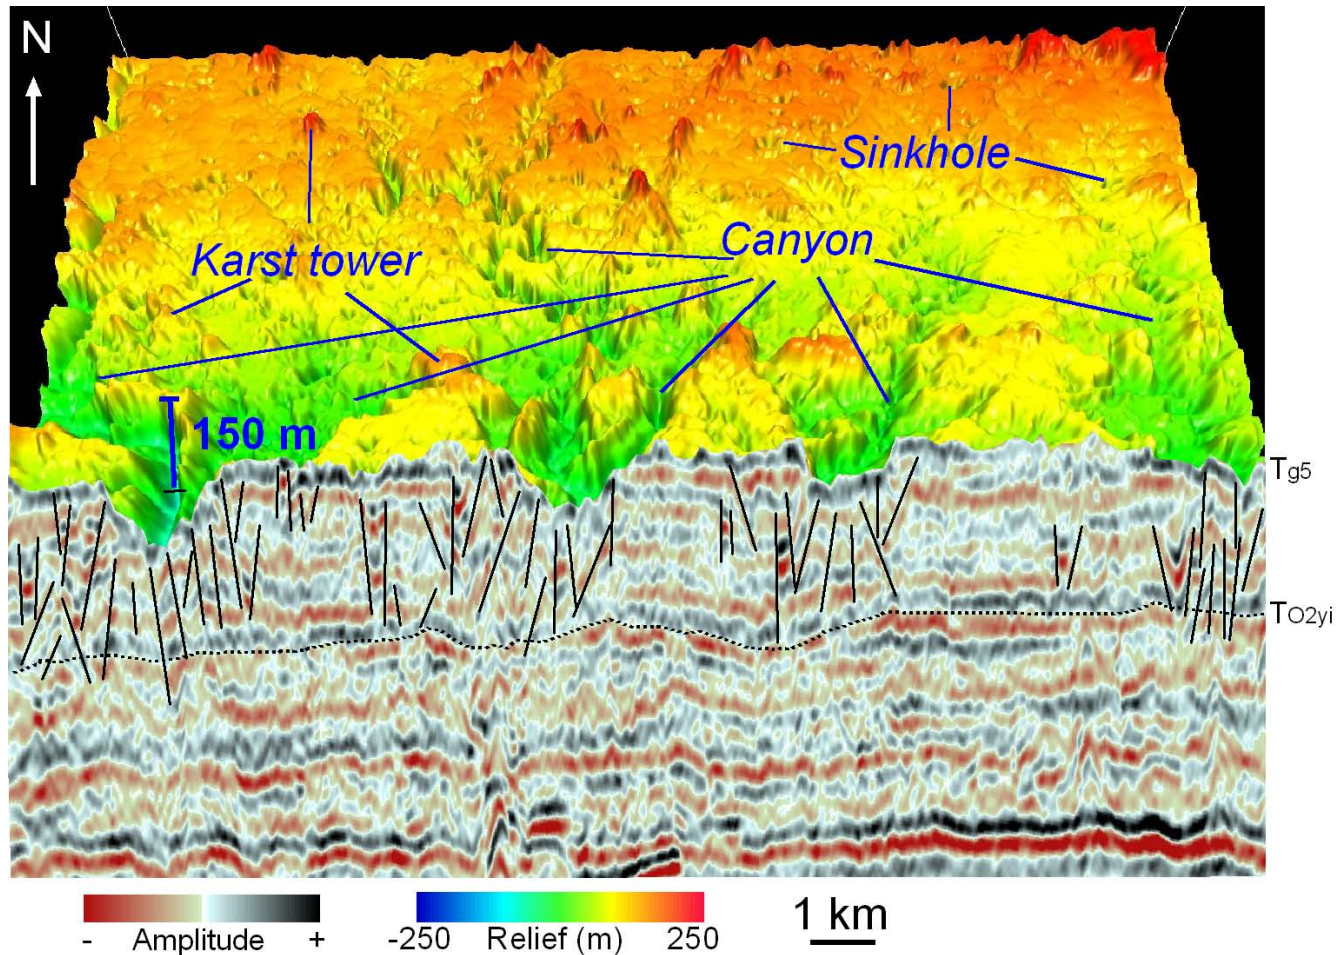 N
Sinkhole
Canyon
Karst tower
150 m
Tg5
TO2yi
- Amplitude +
-250 Relief (m) 250
1 km